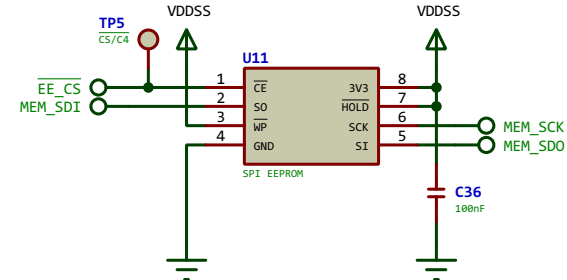 VDDSS
VDDSS
TP5
CS/C4
U11
EE_CS
MEM_SDI
1
2
3
4
CE
SO
WP
GND
3V3
HOLD
SCK
SI
8
7
6
5
MEM_SCK
MEM_SDO
SPI EEPROM
C36
100nF